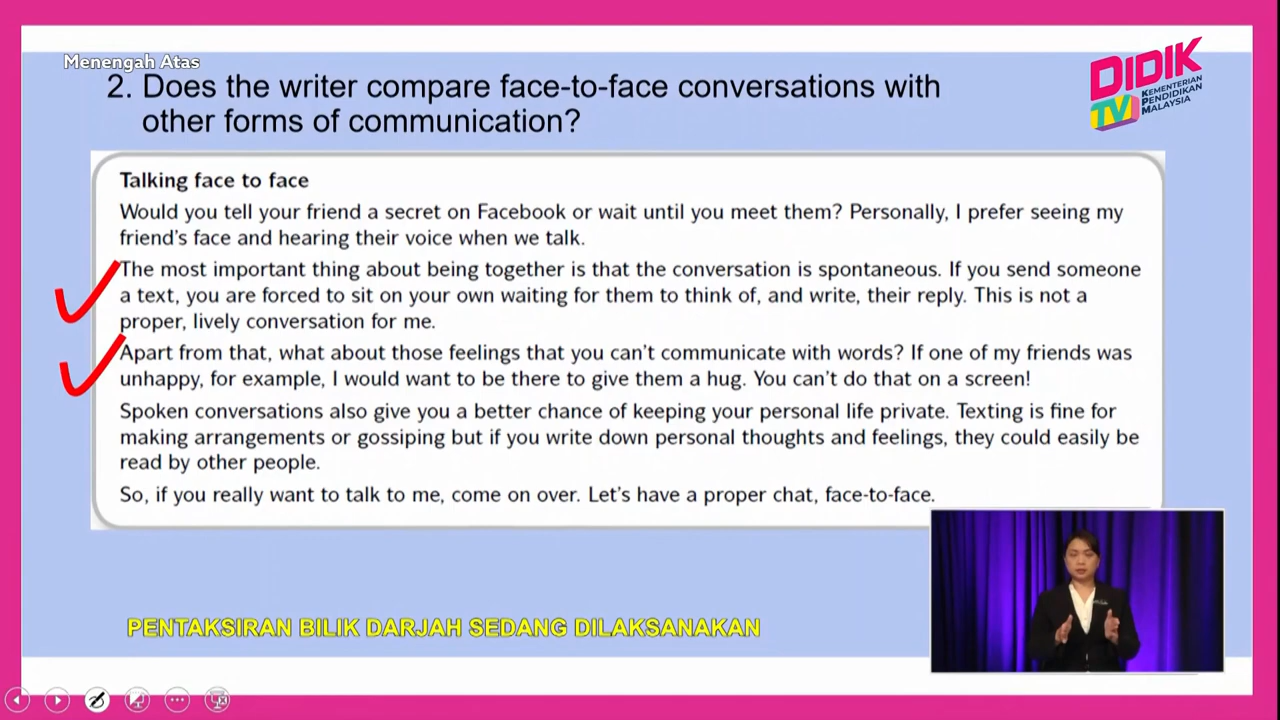 Menengah Atas
2. Does the writer compare face-to-face conversations with
other forms of communication?
DIDIK
TV
KEMENTERIAN
PENDIDIKAN
MALAYSIA
Talking face to face
Would you tell your friend a secret on Facebook or wait until you meet them? Personally, I prefer seeing my
friend's face and hearing their voice when we talk.
The most important thing about being together is that the conversation is spontaneous. If you send someone
a text, you are forced to sit on your own waiting for them to think of, and write, their reply. This is not a
proper, lively conversation for me.
Apart from that, what about those feelings that you can't communicate with words? If one of my friends was
unhappy, for example, I would want to be there to give them a hug. You can't do that on a screen!
Spoken conversations also give you a better chance of keeping your personal life private. Texting is fine for
making arrangements or gossiping but if you write down personal thoughts and feelings, they could easily be
read by other people.
So, if you really want to talk to me, come on over. Let's have a proper chat, face-to-face.
PENTAKSIRAN BILIK DARJAH SEDANG DILAKSANAKAN